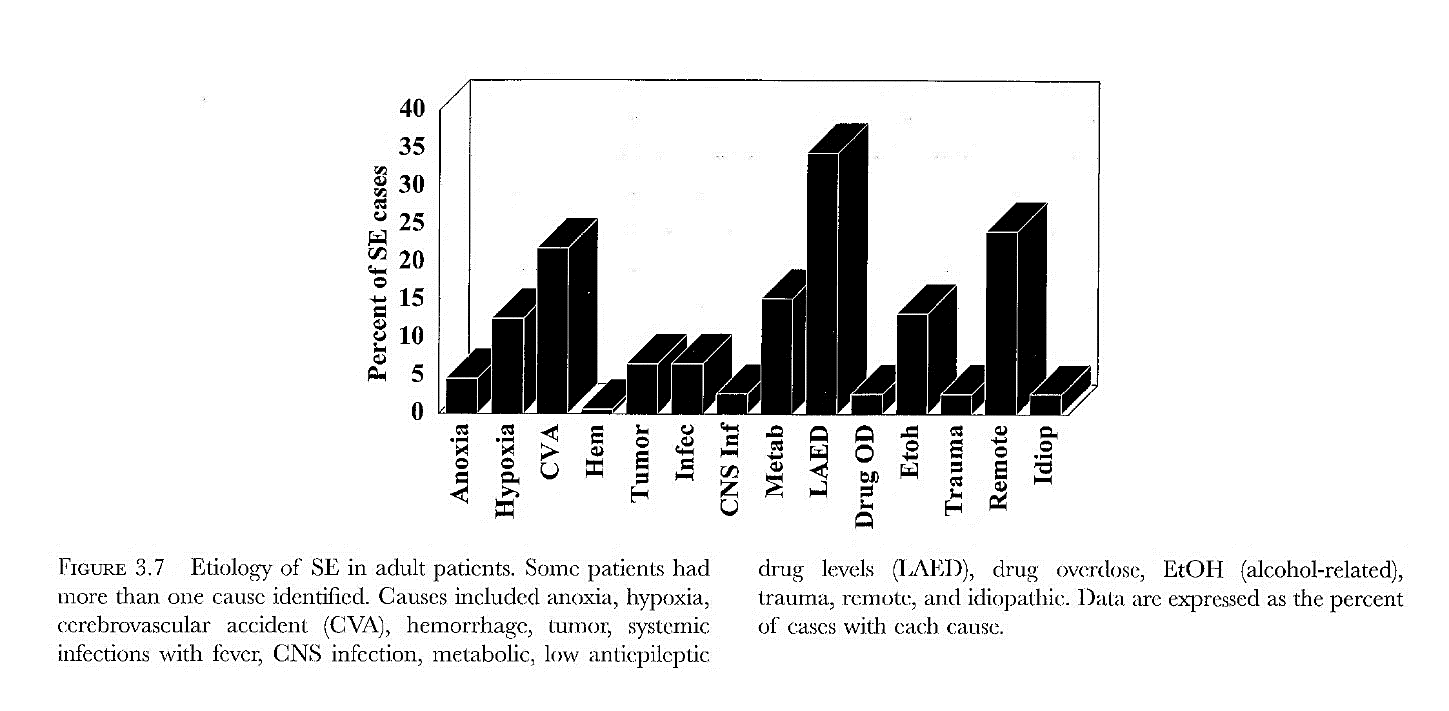 40
35
30
25
20
15
10
5
0
Percent of SE cases
Anoxia
Hypoxia
CVA
Hem
Tumor
Infec
CNS Inf
Metab
LAED
Drug OD
Etoh
Trauma
Remote
Idiop
FIGURE 3.7 Etiology of SE in adult patients. Some patients had
more than one cause identified. Causes included anoxia, hypoxia,
cerebrovascular accident (CVA), hemorrhage, tumor, systemic
infections with fever, CNS infection, metabolic, low antiepileptic
drug levels (LAED), drug overdose, EtOH (alcohol-related),
trauma, remote, and idiopathic. Data are expressed as the percent
of cases with each cause.